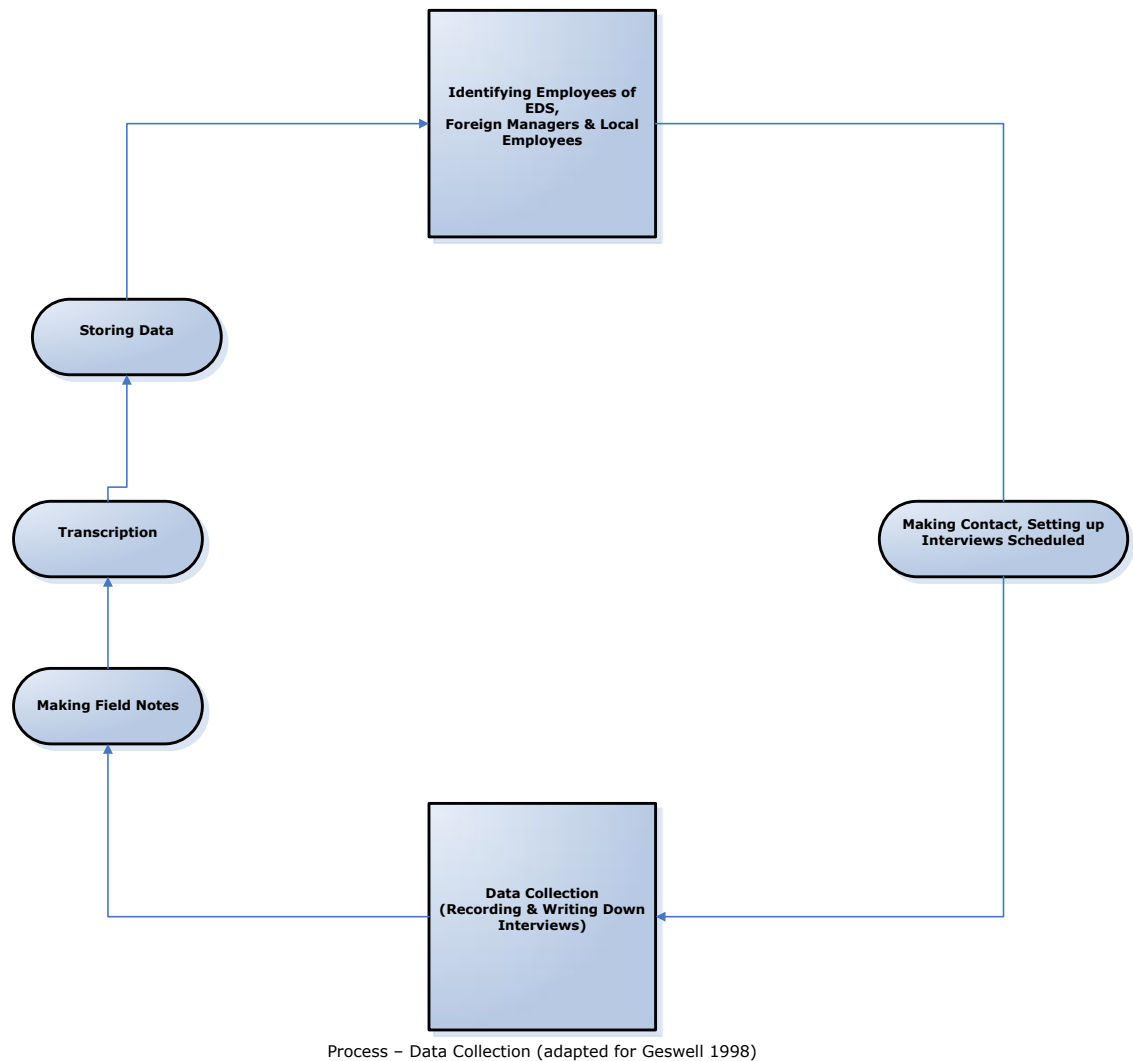 Identifying Employees of
EDS,
Foreign Managers & Local
Employees
Storing Data
Transcription
Making Contact, Setting up
Interviews Scheduled
Making Field Notes
Data Collection
(Recording & Writing Down
Interviews)
Process – Data Collection (adapted for Geswell 1998)